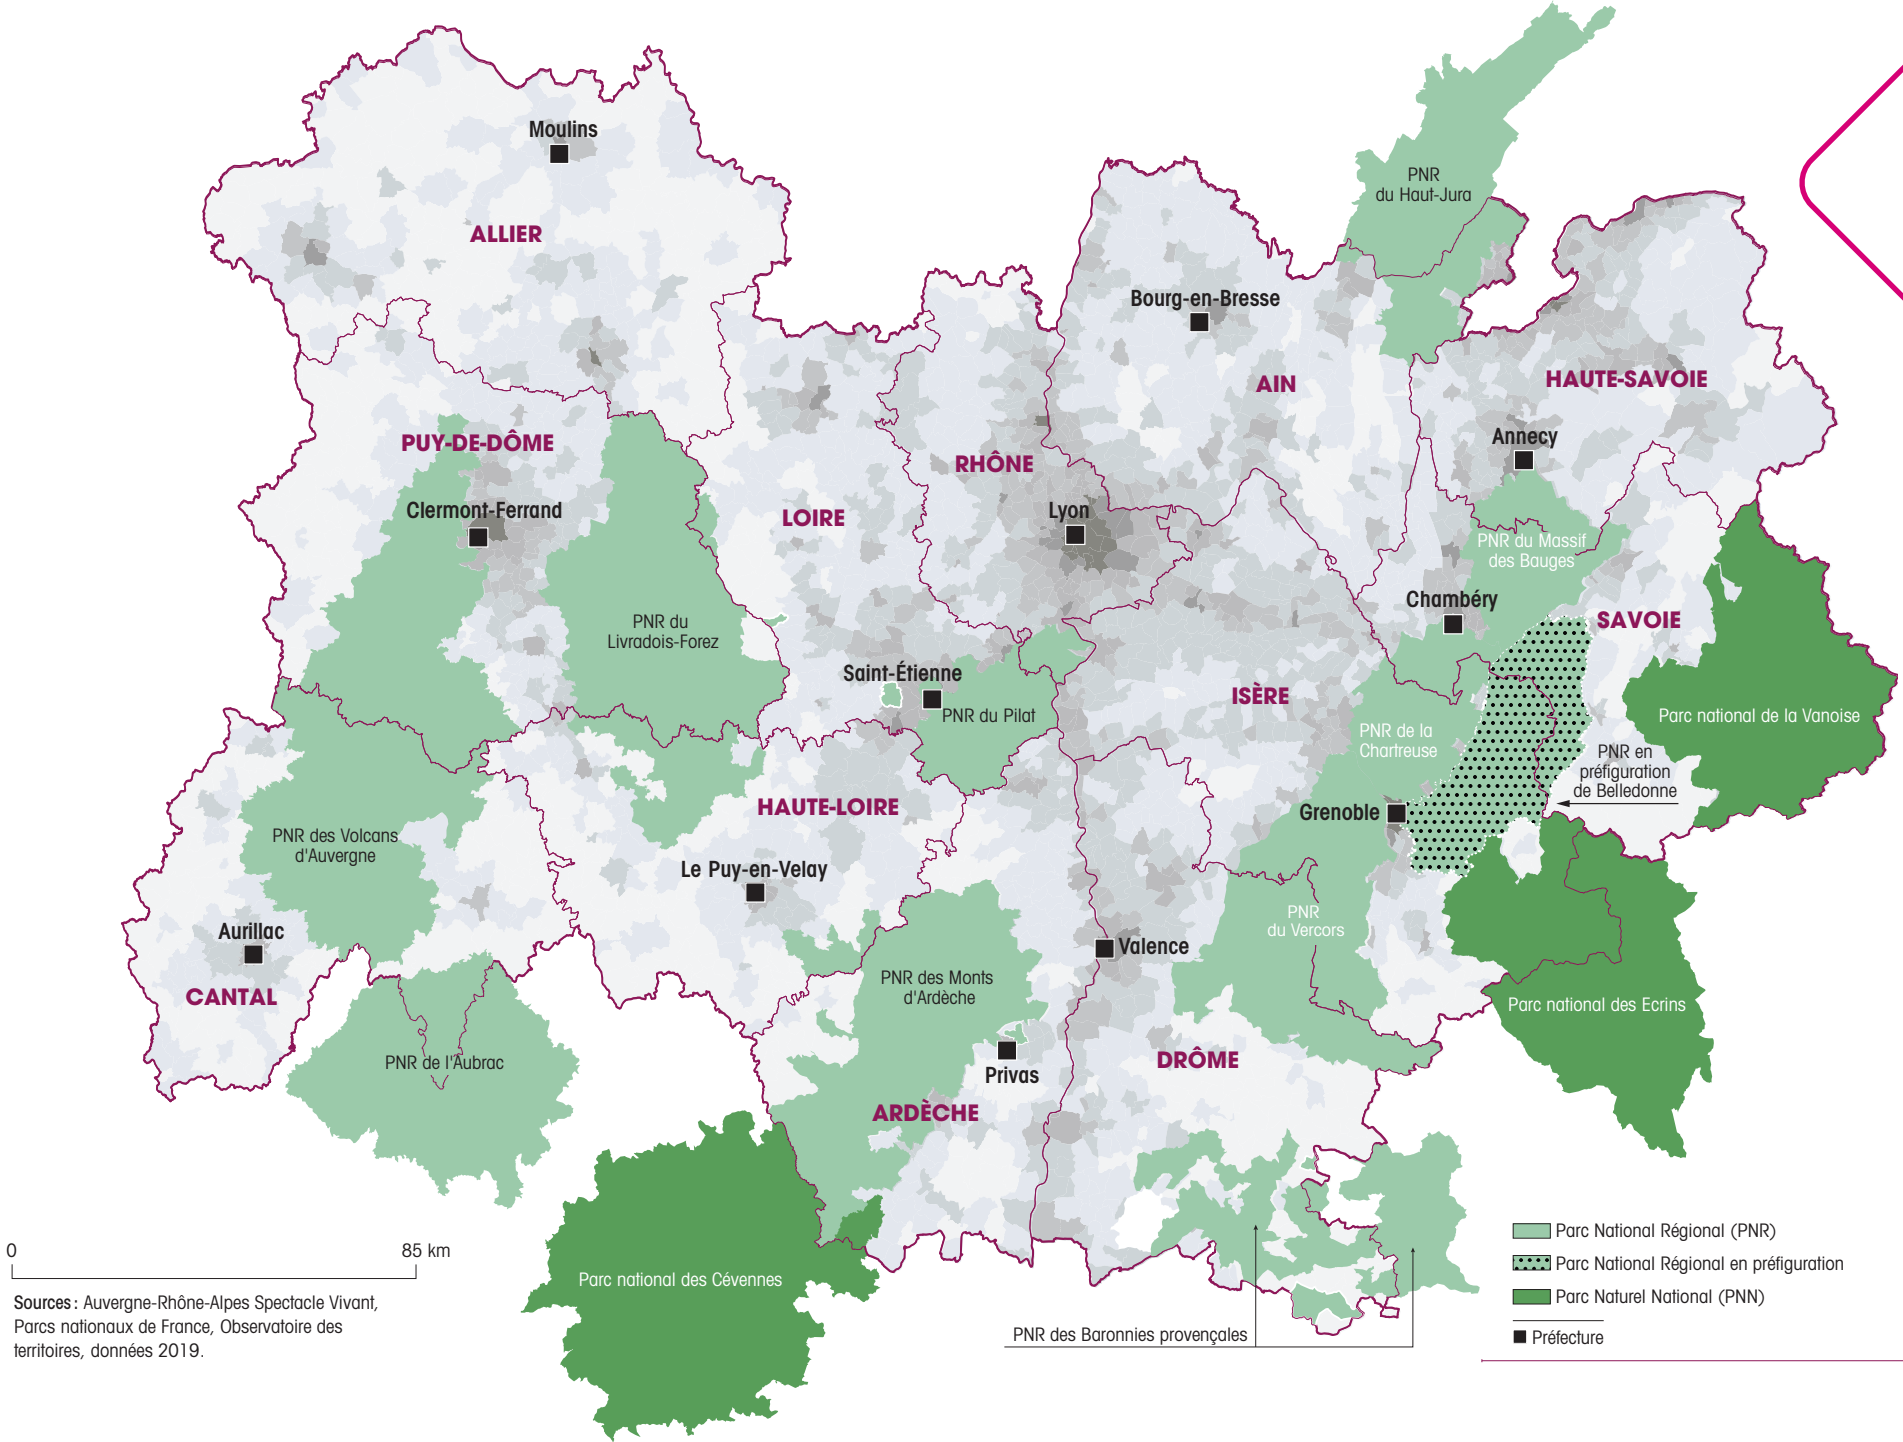 PNR
du Haut-Jura
Moulins
ALLIER
Bourg-en-Bresse
AIN
HAUTE-SAVOIE
Annecy
PUY-DE-DÔME
Clermont-Ferrand
RHÔNE
LOIRE
Lyon
PNR du Massif
des Bauges
Chambéry
SAVOIE
PNR du
Livradois-Forez
Saint-Étienne
PNR du Pilat
ISÈRE
PNR de la
Chartreuse
Parc national de la Vanoise
PNR en
préfiguration
de Belledonne
Grenoble
HAUTE-LOIRE
PNR des Volcans
d'Auvergne
Le Puy-en-Velay
Aurillac
CANTAL
PNR
du Vercors
Valence
PNR des Monts
d'Ardèche
Parc national des Ecrins
PNR de l'Aubrac
Privas
DRÔME
ARDÈCHE
0
85 km
Parc national des Cévennes
PNR des Baronnies provençales
Sources : Auvergne-Rhône-Alpes Spectacle Vivant,
Parcs nationaux de France, Observatoire des
territoires, données 2019.
Parc National Régional (PNR)
Parc National Régional en préfiguration
Parc Naturel National (PNN)
Préfecture